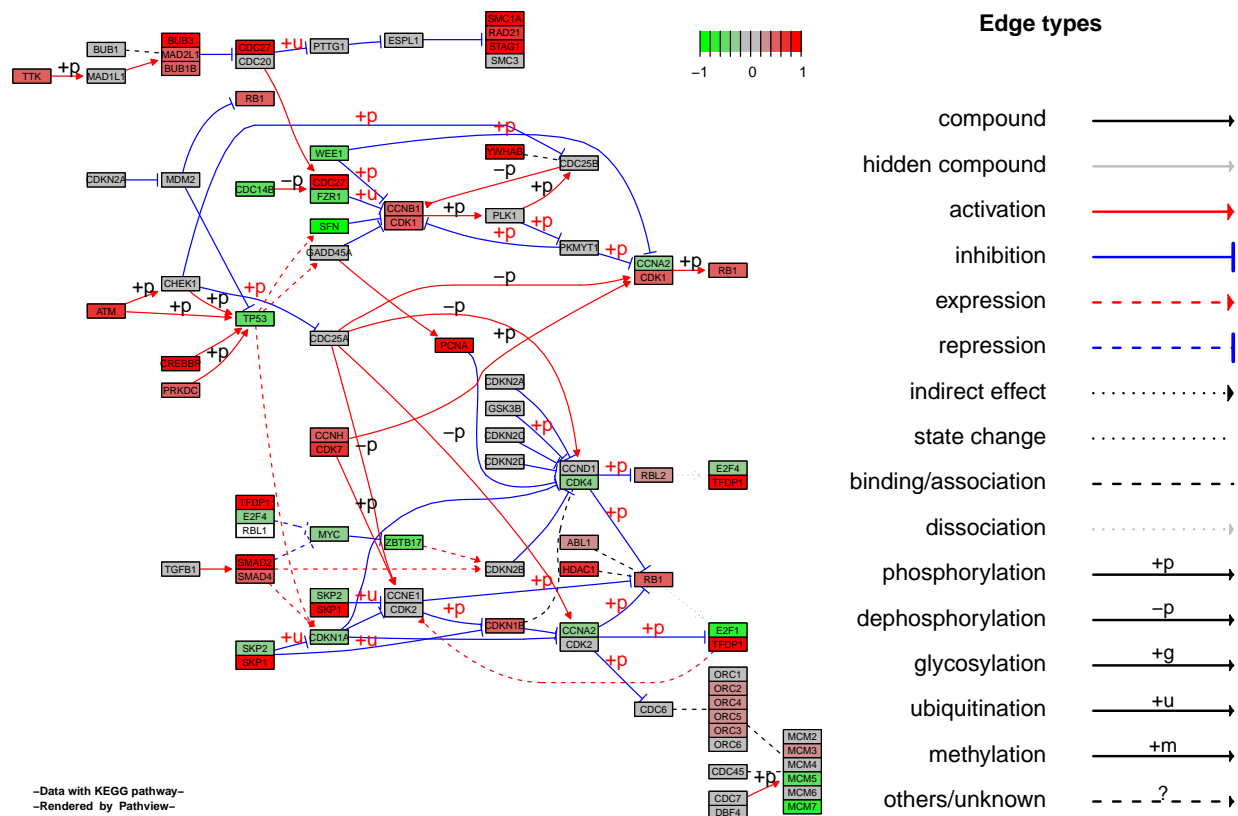 SMC1A
RAD21
STAG1
SMC3
BUB1
BUB3
MAD2L1
BUB1B
CDC27
CDC20
+u
PTTG1
ESPL1
TTK
+p
MAD1L1
RB1
+p
+p
WEE1
YWHAB
CDC25B
CDKN2A
MDM2
CDC14B
−p
CDC27
FZR1
+p
+u
−p
+p
CCNB1
CDK1
+p
PLK1
SFN
GADD45A
+p
+p
PKMYT1
+p
CCNA2
CDK1
+p
RB1
CHEK1
+p
+p
+p
+p
ATM
TP53
−p
CREBBP
+p
PRKDC
CDC25A
PCNA
−p
+p
CDKN2A
GSK3B
CDKN2C
CDKN2D
+p
CCNH
CDK7
−p
−p
CCND1
CDK4
+p
RBL2
E2F4
TFDP1
+p
TFDP1
E2F4
RBL1
MYC
ZBTB17
+p
ABL1
HDAC1
TGFB1
SMAD2
SMAD4
CDKN2B
+p
RB1
SKP2
SKP1
+u
CCNE1
CDK2
+p
CDKN1B
+p
CDKN1A
+u
+u
SKP2
SKP1
CCNA2
CDK2
+p
E2F1
TFDP1
+p
CDC6
ORC1
ORC2
ORC4
ORC5
ORC3
ORC6
MCM2
MCM3
MCM4
MCM5
MCM6
MCM7
CDC45
+p
CDC7
DBF4
−Data with KEGG pathway−
−Rendered by Pathview−
−1
0
1
Edge types
compound
hidden compound
activation
inhibition
expression
repression
indirect effect
state change
binding/association
dissociation
phosphorylation
+p
dephosphorylation
−p
glycosylation
+g
ubiquitination
+u
methylation
+m
others/unknown
?